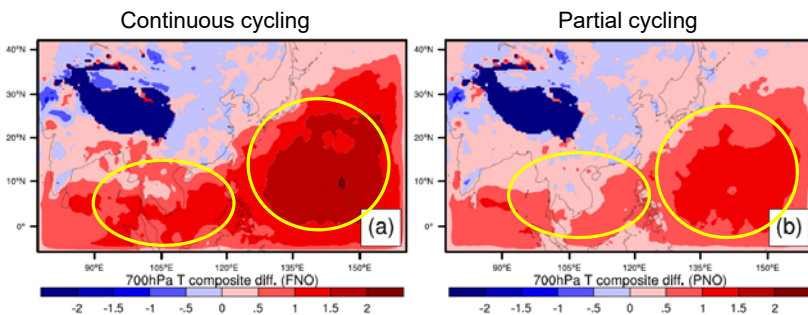 Continuous cycling
Partial cycling
40°N
30°N
20°N
10°N
0°
(a)
90°E 105°E 120°E 135°E 150°E
700hPa T composite diff. (FNO)
-2 -1.5 -1 -.5 0 .5 1 1.5 2
40°N
30°N
20°N
10°N
0°
(b)
90°E 105°E 120°E 135°E 150°E
700hPa T composite diff. (PNO)
-2 -1.5 -1 -.5 0 .5 1 1.5 2